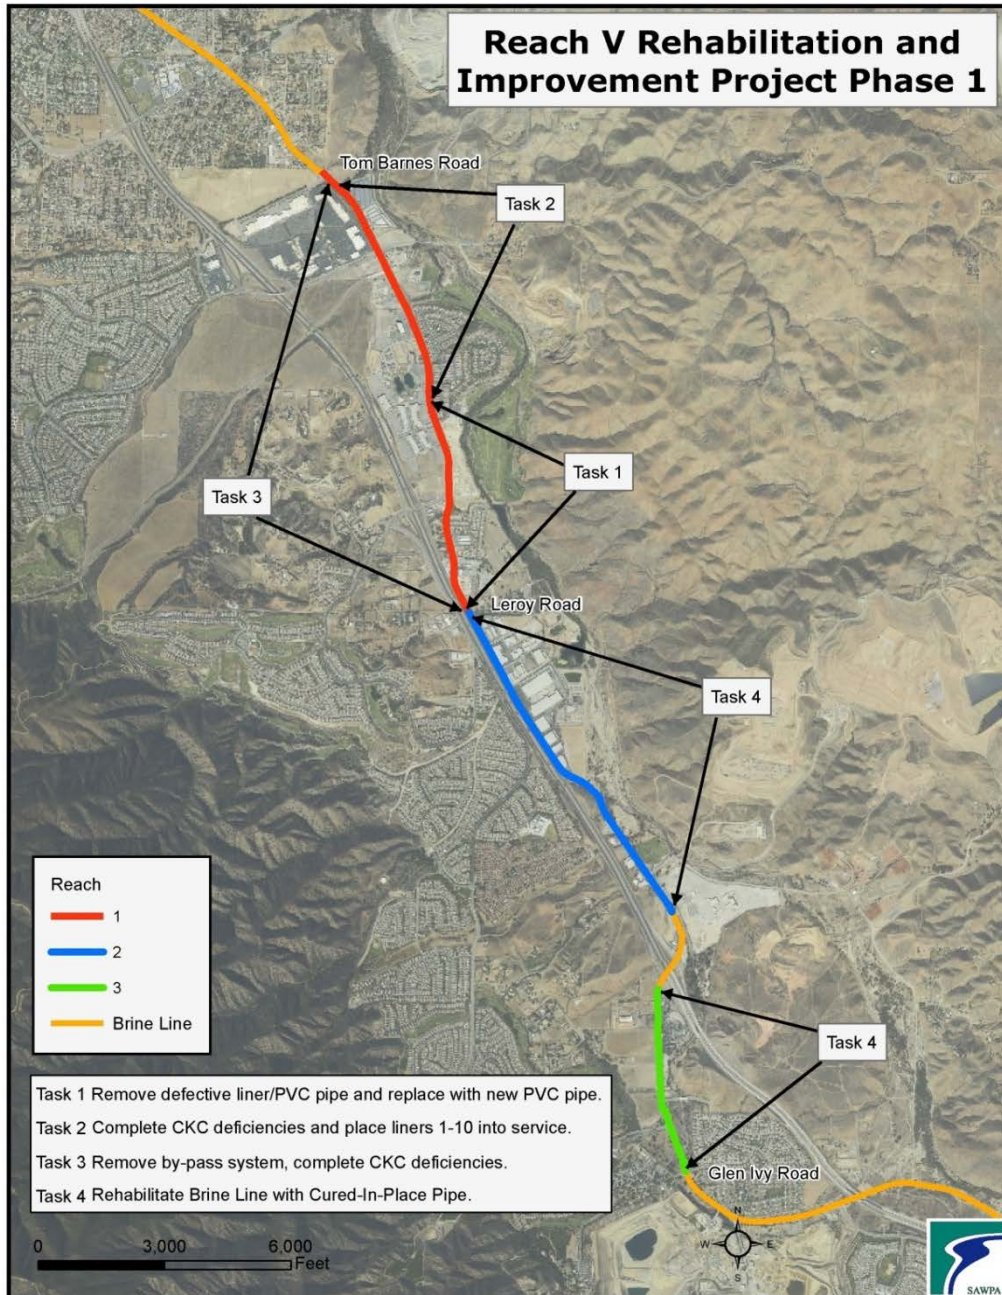 Reach V Rehabilitation and
Improvement Project Phase 1
Tom Barnes Road
Task 2
Task 1
Task 3
Leroy Road
Task 4
Task 4
Reach
1
2
3
Brine Line
Task 1 Remove defective liner/PVC pipe and replace with new PVC pipe.
Task 2 Complete CKC deficiencies and place liners 1-10 into service.
Task 3 Remove by-pass system, complete CKC deficiencies.
Task 4 Rehabilitate Brine Line with Cured-In-Place Pipe.
Glen Ivy Road
N
W E
S
0 3,000 6,000
Feet
SAWPA